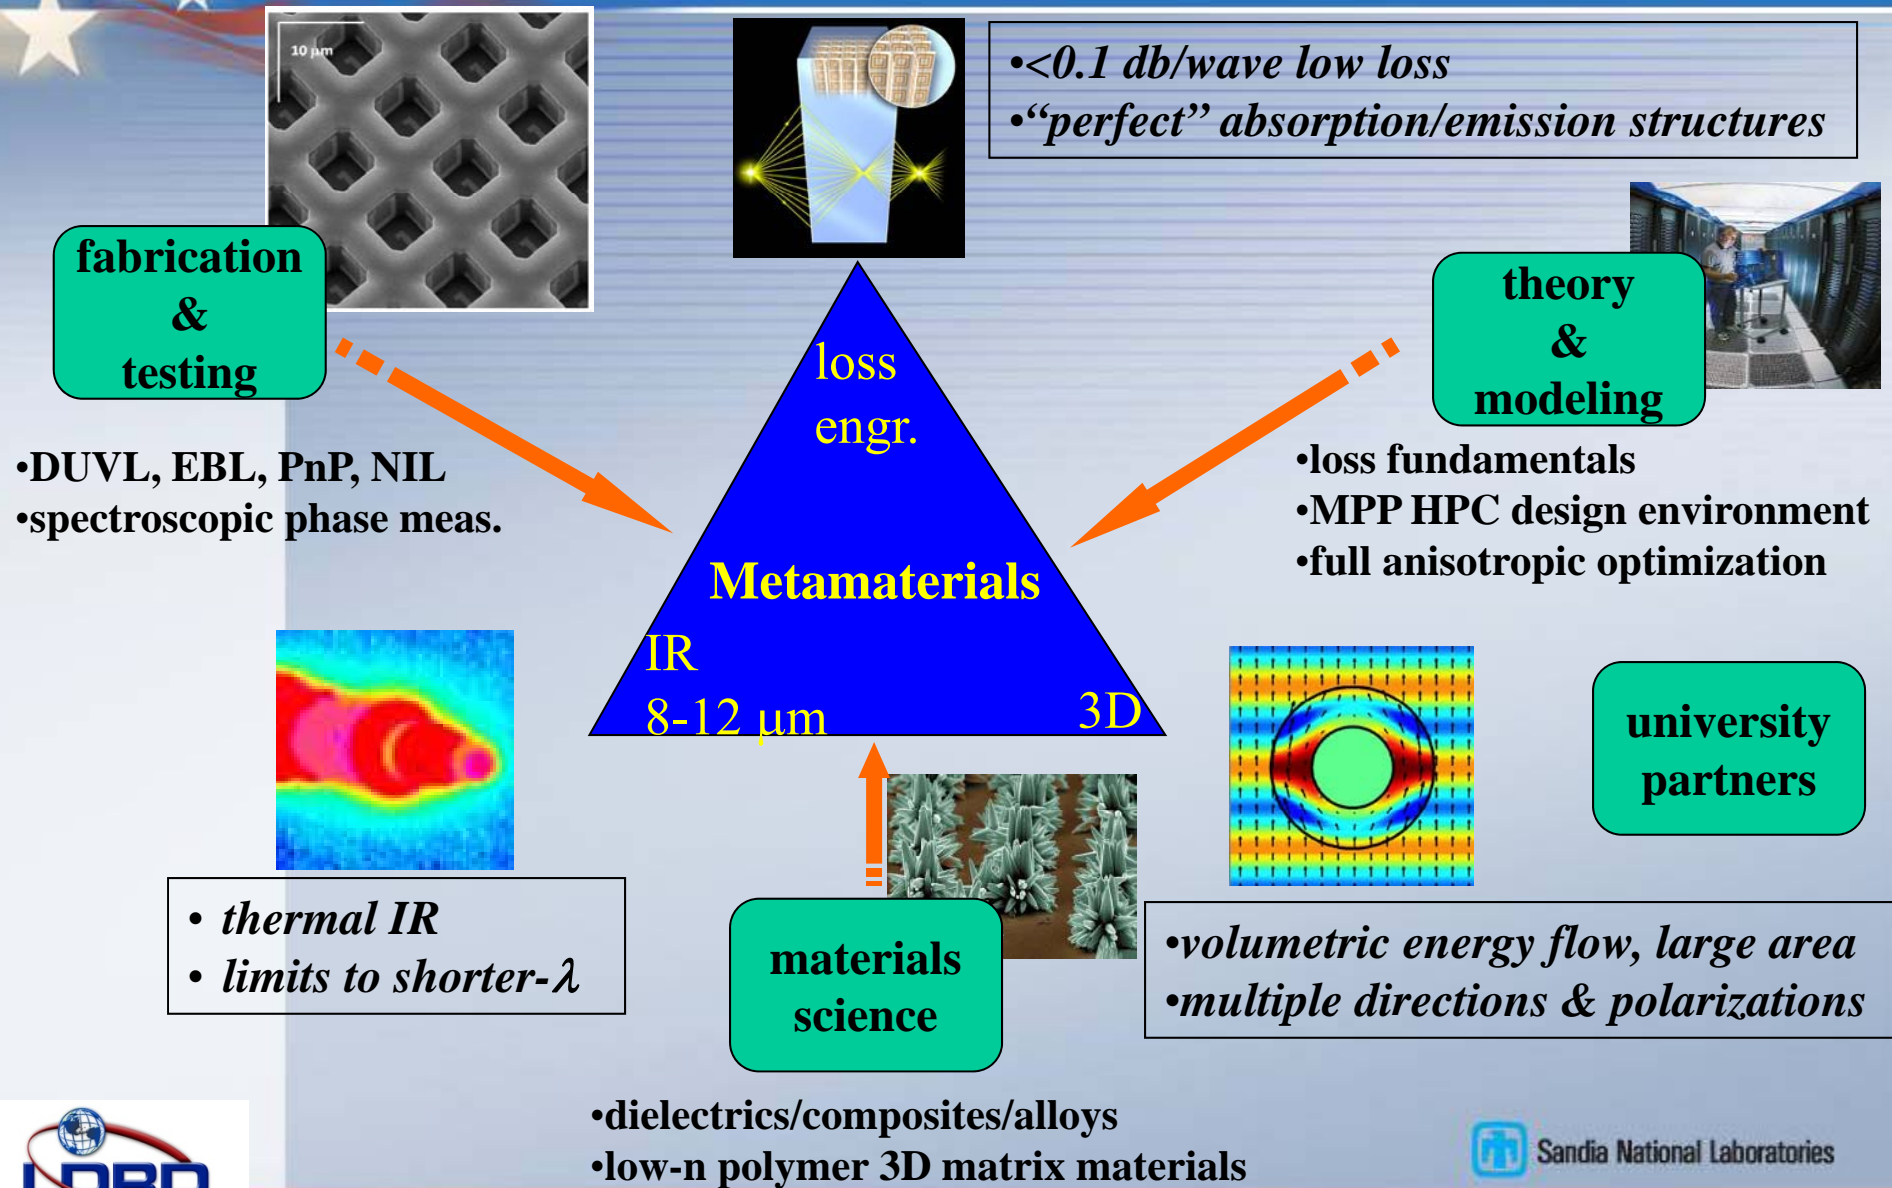 10 µm
•<0.1 db/wave low loss
•“perfect” absorption/emission structures
fabrication
&
testing
theory
&
modeling
loss
engr.
•DUVL, EBL, PnP, NIL
•spectroscopic phase meas.
•loss fundamentals
•MPP HPC design environment
•full anisotropic optimization
Metamaterials
IR
8-12 µm
3D
university
partners
• thermal IR
• limits to shorter-λ
materials
science
•volumetric energy flow, large area
•multiple directions & polarizations
•dielectrics/composites/alloys
•low-n polymer 3D matrix materials
LDRD
Sandia National Laboratories